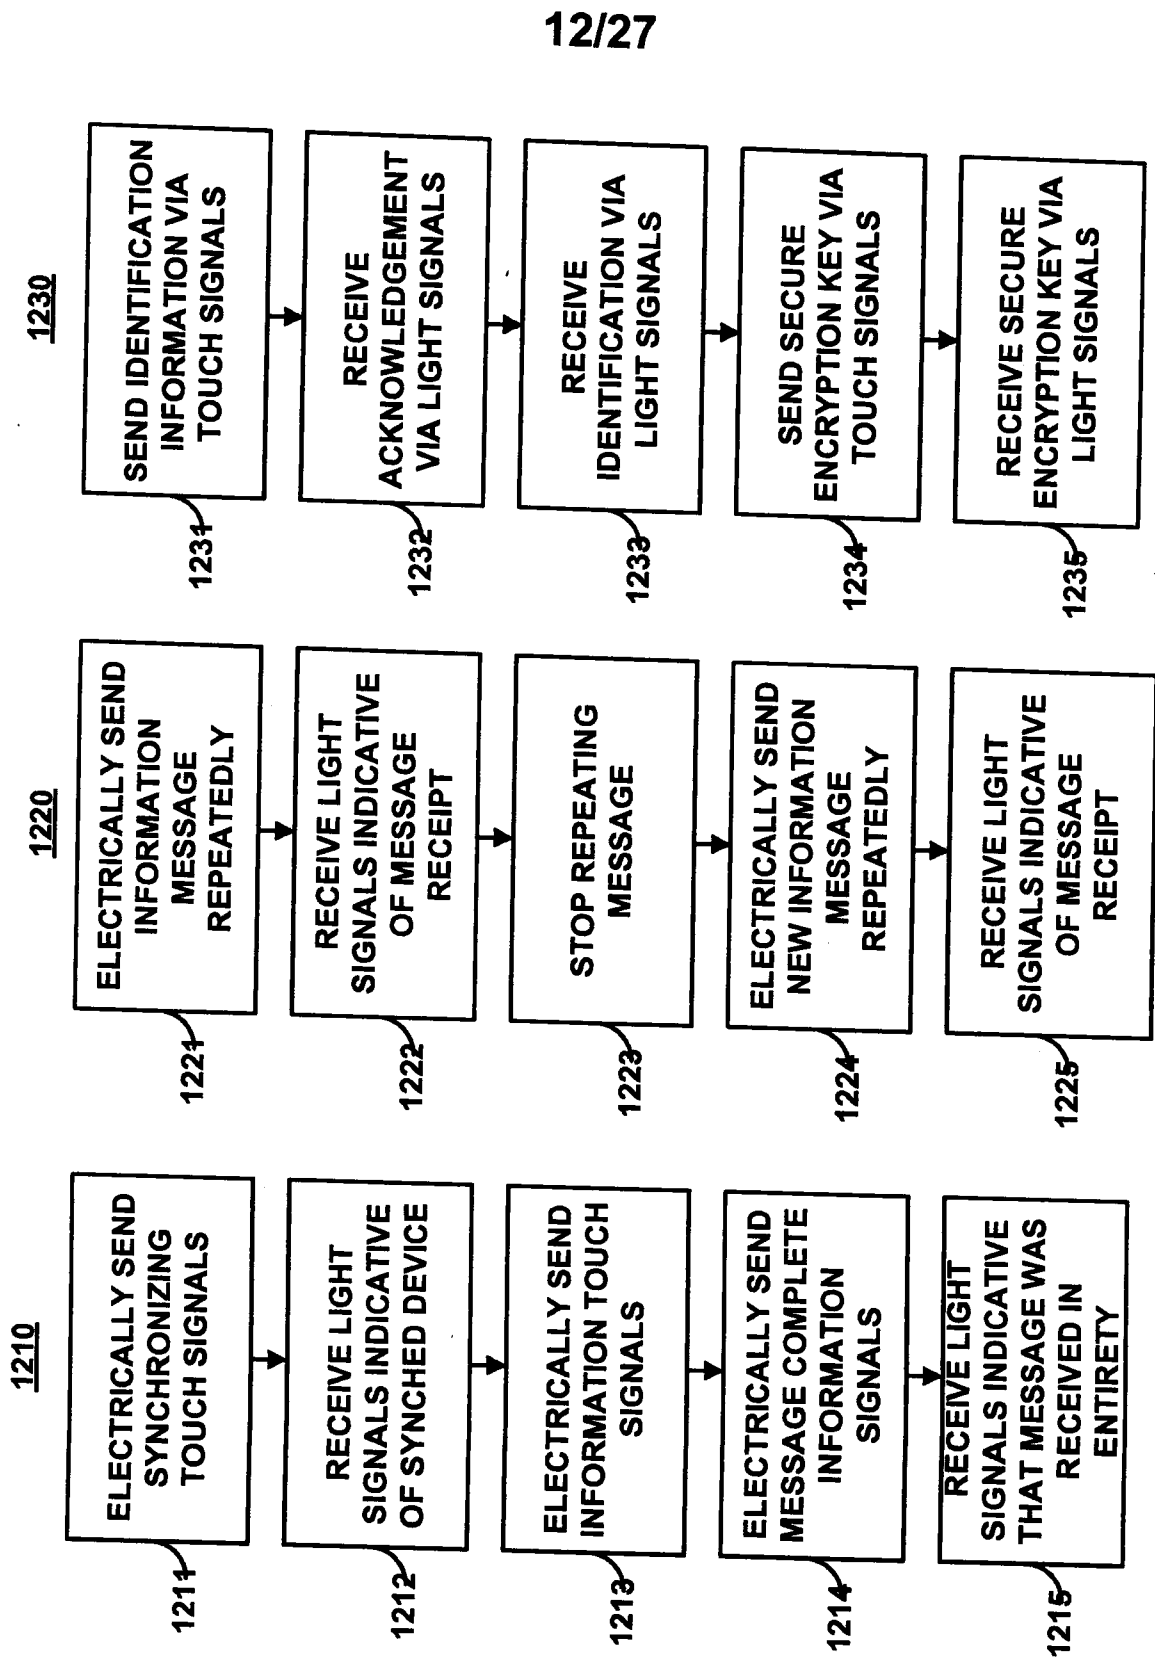 12/27
1210
ELECTRICALLY SEND
SYNCHRONIZING
TOUCH SIGNALS
1211
RECEIVE LIGHT
SIGNALS INDICATIVE
OF SYNCHED DEVICE
1212
ELECTRICALLY SEND
INFORMATION TOUCH
SIGNALS
1213
ELECTRICALLY SEND
MESSAGE COMPLETE
INFORMATION
SIGNALS
1214
RECEIVE LIGHT
SIGNALS INDICATIVE
THAT MESSAGE WAS
RECEIVED IN
ENTIRETY
1215
1220
ELECTRICALLY SEND
INFORMATION
MESSAGE
REPEATEDLY
1221
RECEIVE LIGHT
SIGNALS INDICATIVE
OF MESSAGE
RECEIPT
1222
STOP REPEATING
MESSAGE
1223
ELECTRICALLY SEND
NEW INFORMATION
MESSAGE
REPEATEDLY
1224
RECEIVE LIGHT
SIGNALS INDICATIVE
OF MESSAGE
RECEIPT
1225
1230
SEND IDENTIFICATION
INFORMATION VIA
TOUCH SIGNALS
1231
RECEIVE
ACKNOWLEDGEMENT
VIA LIGHT SIGNALS
1232
RECEIVE
IDENTIFICATION VIA
LIGHT SIGNALS
1233
SEND SECURE
ENCRYPTION KEY VIA
TOUCH SIGNALS
1234
RECEIVE SECURE
ENCRYPTION KEY VIA
LIGHT SIGNALS
1235